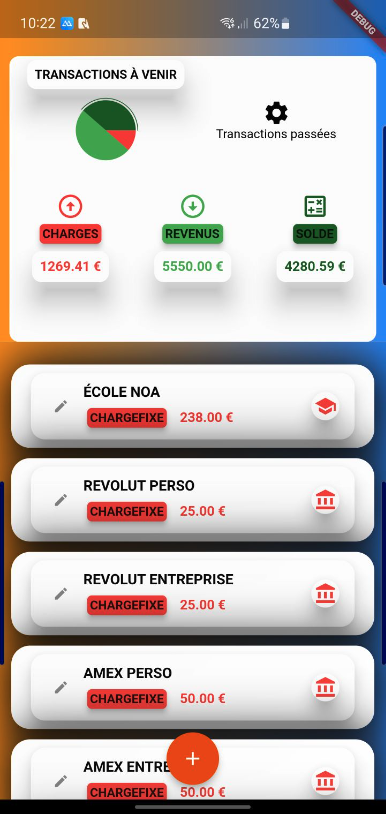 10:22 62%
DEBUG
TRANSACTIONS À VENIR
Transactions passées
CHARGES REVENUS SOLDE
1269.41 € 5550.00 € 4280.59 €
ÉCOLE NOA
CHARGEFIXE 238.00 €
REVOLUT PERSO
CHARGEFIXE 25.00 €
REVOLUT ENTREPRISE
CHARGEFIXE 25.00 €
AMEX PERSO
CHARGEFIXE 50.00 €
AMEX ENTRE
CHARGEFIXE 50.00 €